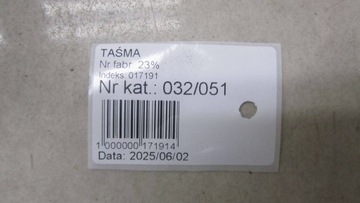 TAŚMA
Nr fabr. 23%
Indeks: 017191
Nr kat.: 032/051
1 000000 171914
Data: 2025/06/02